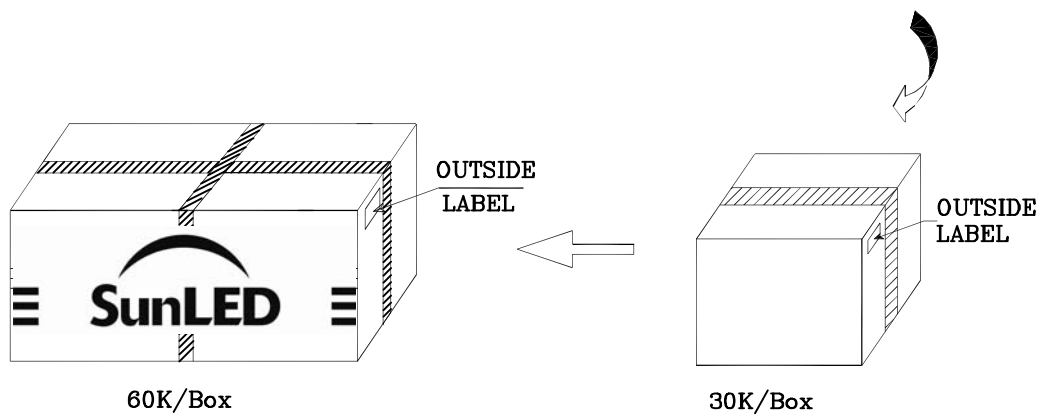 OUTSIDE
LABEL
OUTSIDE
LABEL
SunLED
60K/Box
30K/Box